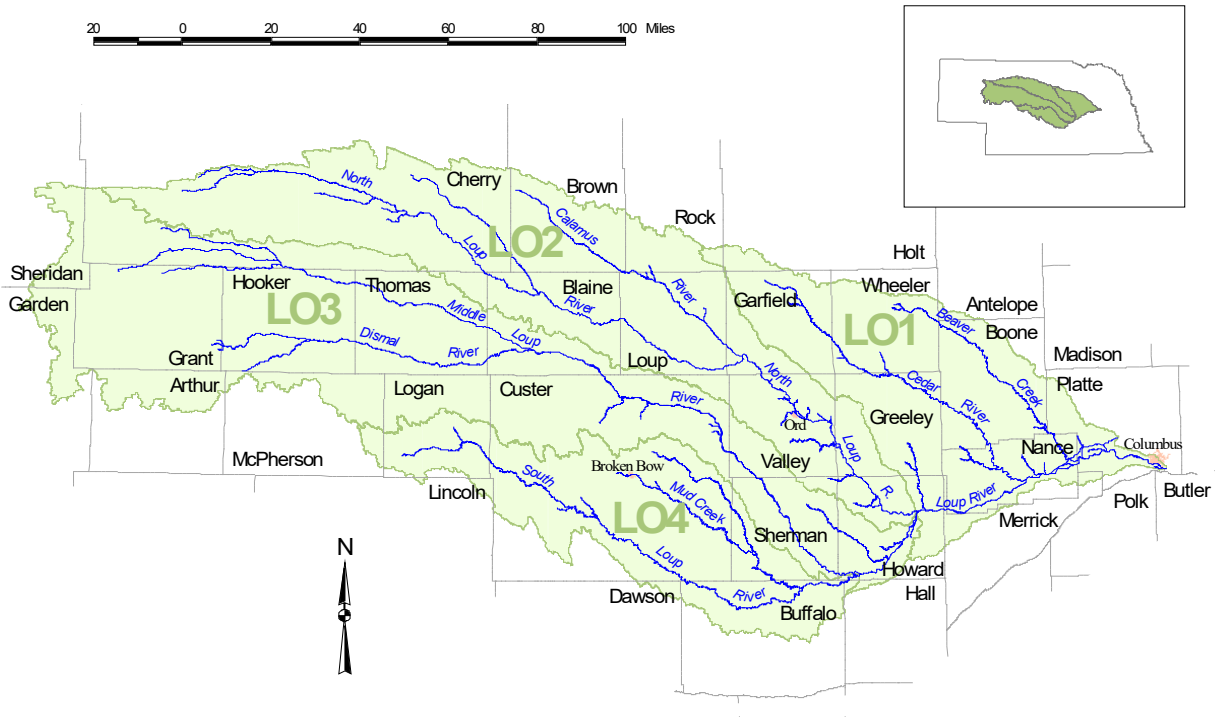 20 0 20 40 60 80 100 Miles
North
Cherry
Brown
Calamus
Rock
LO2
Loup
Holt
Sheridan
Garden
Hooker
Thomas
Blaine
River
River
Garfield
Wheeler
Antelope
LO3
Middle
Loup
LO1
Beaver
Boone
Dismal
River
Grant
Arthur
Loup
Madison
Platte
Logan
Custer
North
Cedar
River
Creek
River
Ord
Greeley
Loup
Nance
Columbus
McPherson
Broken Bow
Valley
Lincoln
South
Mud Creek
R.
Loup River
Polk
Butler
Merrick
LO4
Sherman
N
Loup
River
Howard
Hall
Dawson
Buffalo